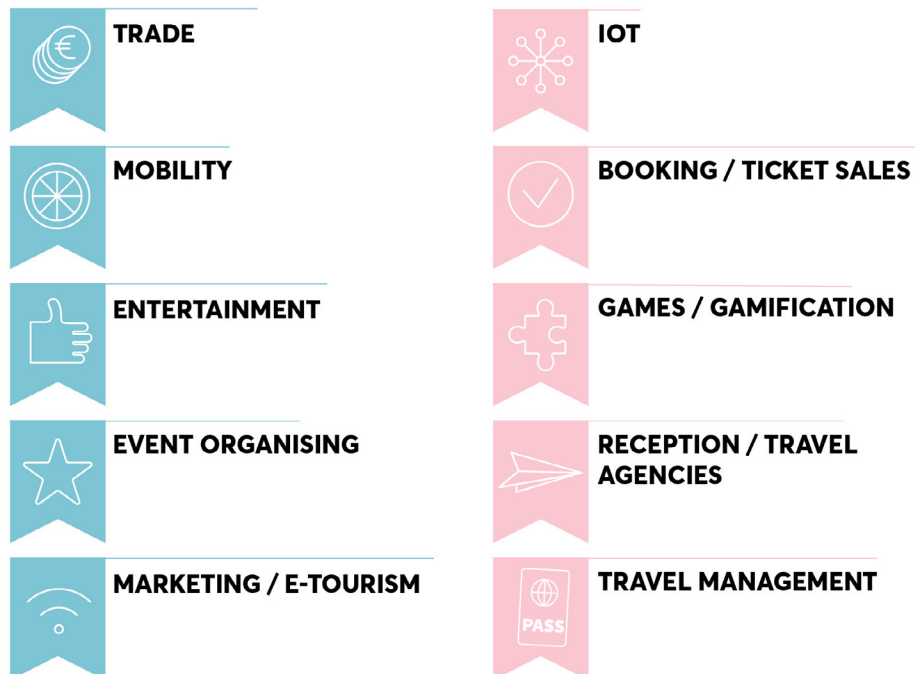 TRADE
MOBILITY
ENTERTAINMENT
EVENT ORGANISING
MARKETING / E-TOURISM
IOT
BOOKING / TICKET SALES
GAMES / GAMIFICATION
RECEPTION / TRAVEL
AGENCIES
TRAVEL MANAGEMENT
€
PASS